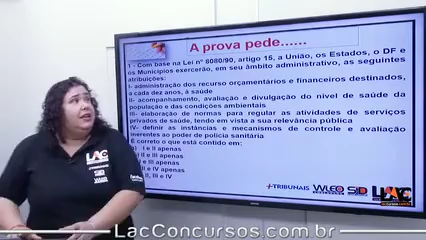 A prova pede......
1 - Com base na Lei nº 8080/90, artigo 15, a União, os Estados, o DF e
os Municípios exercerão, em seu âmbito administrativo, as seguintes
atribuições:
I- administração dos recurso orçamentários e financeiros destinados,
a cada dez anos, à saúde
II- acompanhamento, avaliação e divulgação do nível de saúde da
população e das condições ambientais
III- elaboração de normas para regular as atividades de serviços
privados de saúde, tendo em vista a sua relevância pública
IV- definir as instâncias e mecanismos de controle e avaliação
inerentes ao poder de polícia sanitária
É correto o que está contido em:
I e II apenas
II e III apenas
II e IV apenas
II, III e IV
+TRIBUNAIS
LAC
LacConcursos.com.br